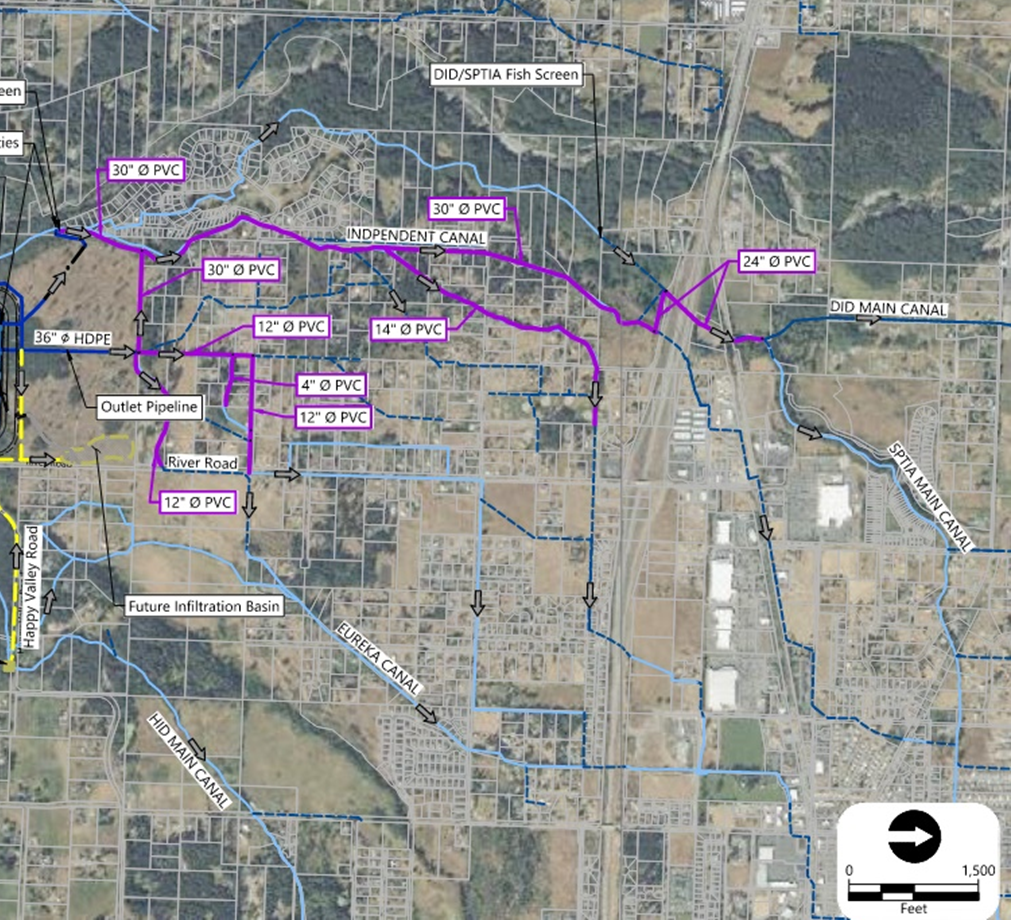 DID/SPTIA Fish Screen
een
ies
30" Ø PVC
30" Ø PVC
INDPENDENT CANAL
24" Ø PVC
30" Ø PVC
DID MAIN CANAL
12" Ø PVC
14" Ø PVC
36" ø HDPE
4" Ø PVC
Outlet Pipeline
12" Ø PVC
River Road
SPTIA MAIN CANAL
12" Ø PVC
Happy Valley Road
Future Infiltration Basin
EUREKA CANAL
HID MAIN CANAL
0 1,500
Feet